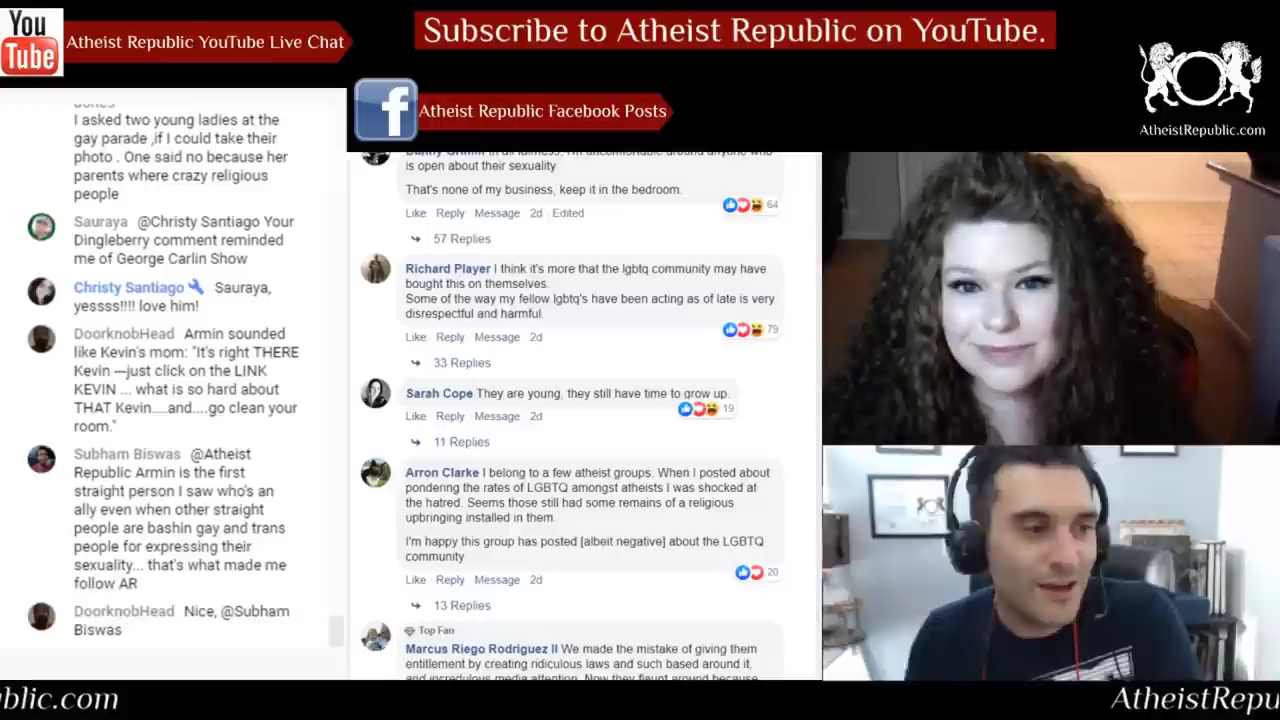 You
Tube
Atheist Republic YouTube Live Chat
Subscribe to Atheist Republic on YouTube.
f
Atheist Republic Facebook Posts
AtheistRepublic.com
I asked two young ladies at the
gay parade ,if I could take their
photo . One said no because her
parents where crazy religious
people
Sauraya @Christy Santiago Your
Dingleberry comment reminded
me of George Carlin Show
Christy Santiago Sauraya,
yessss!!!! love him!
DoorknobHead Armin sounded
like Kevin's mom: "It's right THERE
Kevin ---just click on the LINK
KEVIN ... what is so hard about
THAT Kevin....and....go clean your
room."
Subham Biswas @Atheist
Republic Armin is the first
straight person I saw who's an
ally even when other straight
people are bashin gay and trans
people for expressing their
sexuality... that's what made me
follow AR
DoorknobHead Nice, @Subham
Biswas
is open about their sexuality
That's none of my business, keep it in the bedroom.
64
Like Reply Message 2d Edited
57 Replies
Richard Player I think it's more that the lgbtq community may have
bought this on themselves.
Some of the way my fellow lgbtq's have been acting as of late is very
disrespectful and harmful.
79
Like Reply Message 2d
33 Replies
Sarah Cope They are young, they still have time to grow up.
19
Like Reply Message 2d
11 Replies
Arron Clarke I belong to a few atheist groups. When I posted about
pondering the rates of LGBTQ amongst atheists I was shocked at
the hatred. Seems those still had some remains of a religious
upbringing installed in them.
I'm happy this group has posted [albeit negative] about the LGBTQ
community
20
Like Reply Message 2d
13 Replies
Top Fan
Marcus Riego Rodriguez II We made the mistake of giving them
entitlement by creating ridiculous laws and such based around it,
and incredulous media attention. Now they flaunt around because
ublic.com
AtheistRepu